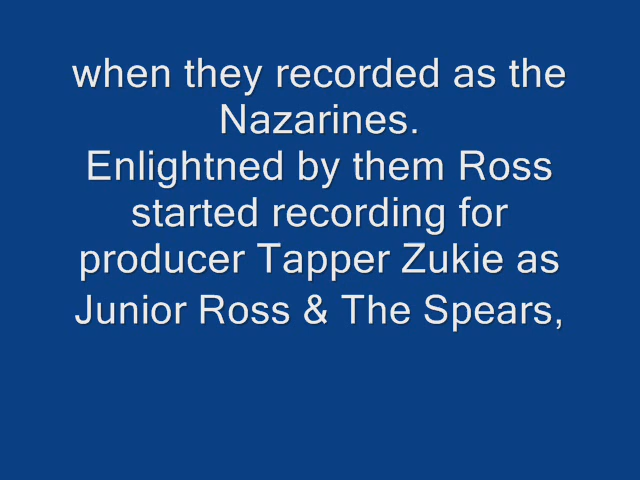 when they recorded as the
Nazarines.
Enlightned by them Ross
started recording for
producer Tapper Zukie as
Junior Ross & The Spears,